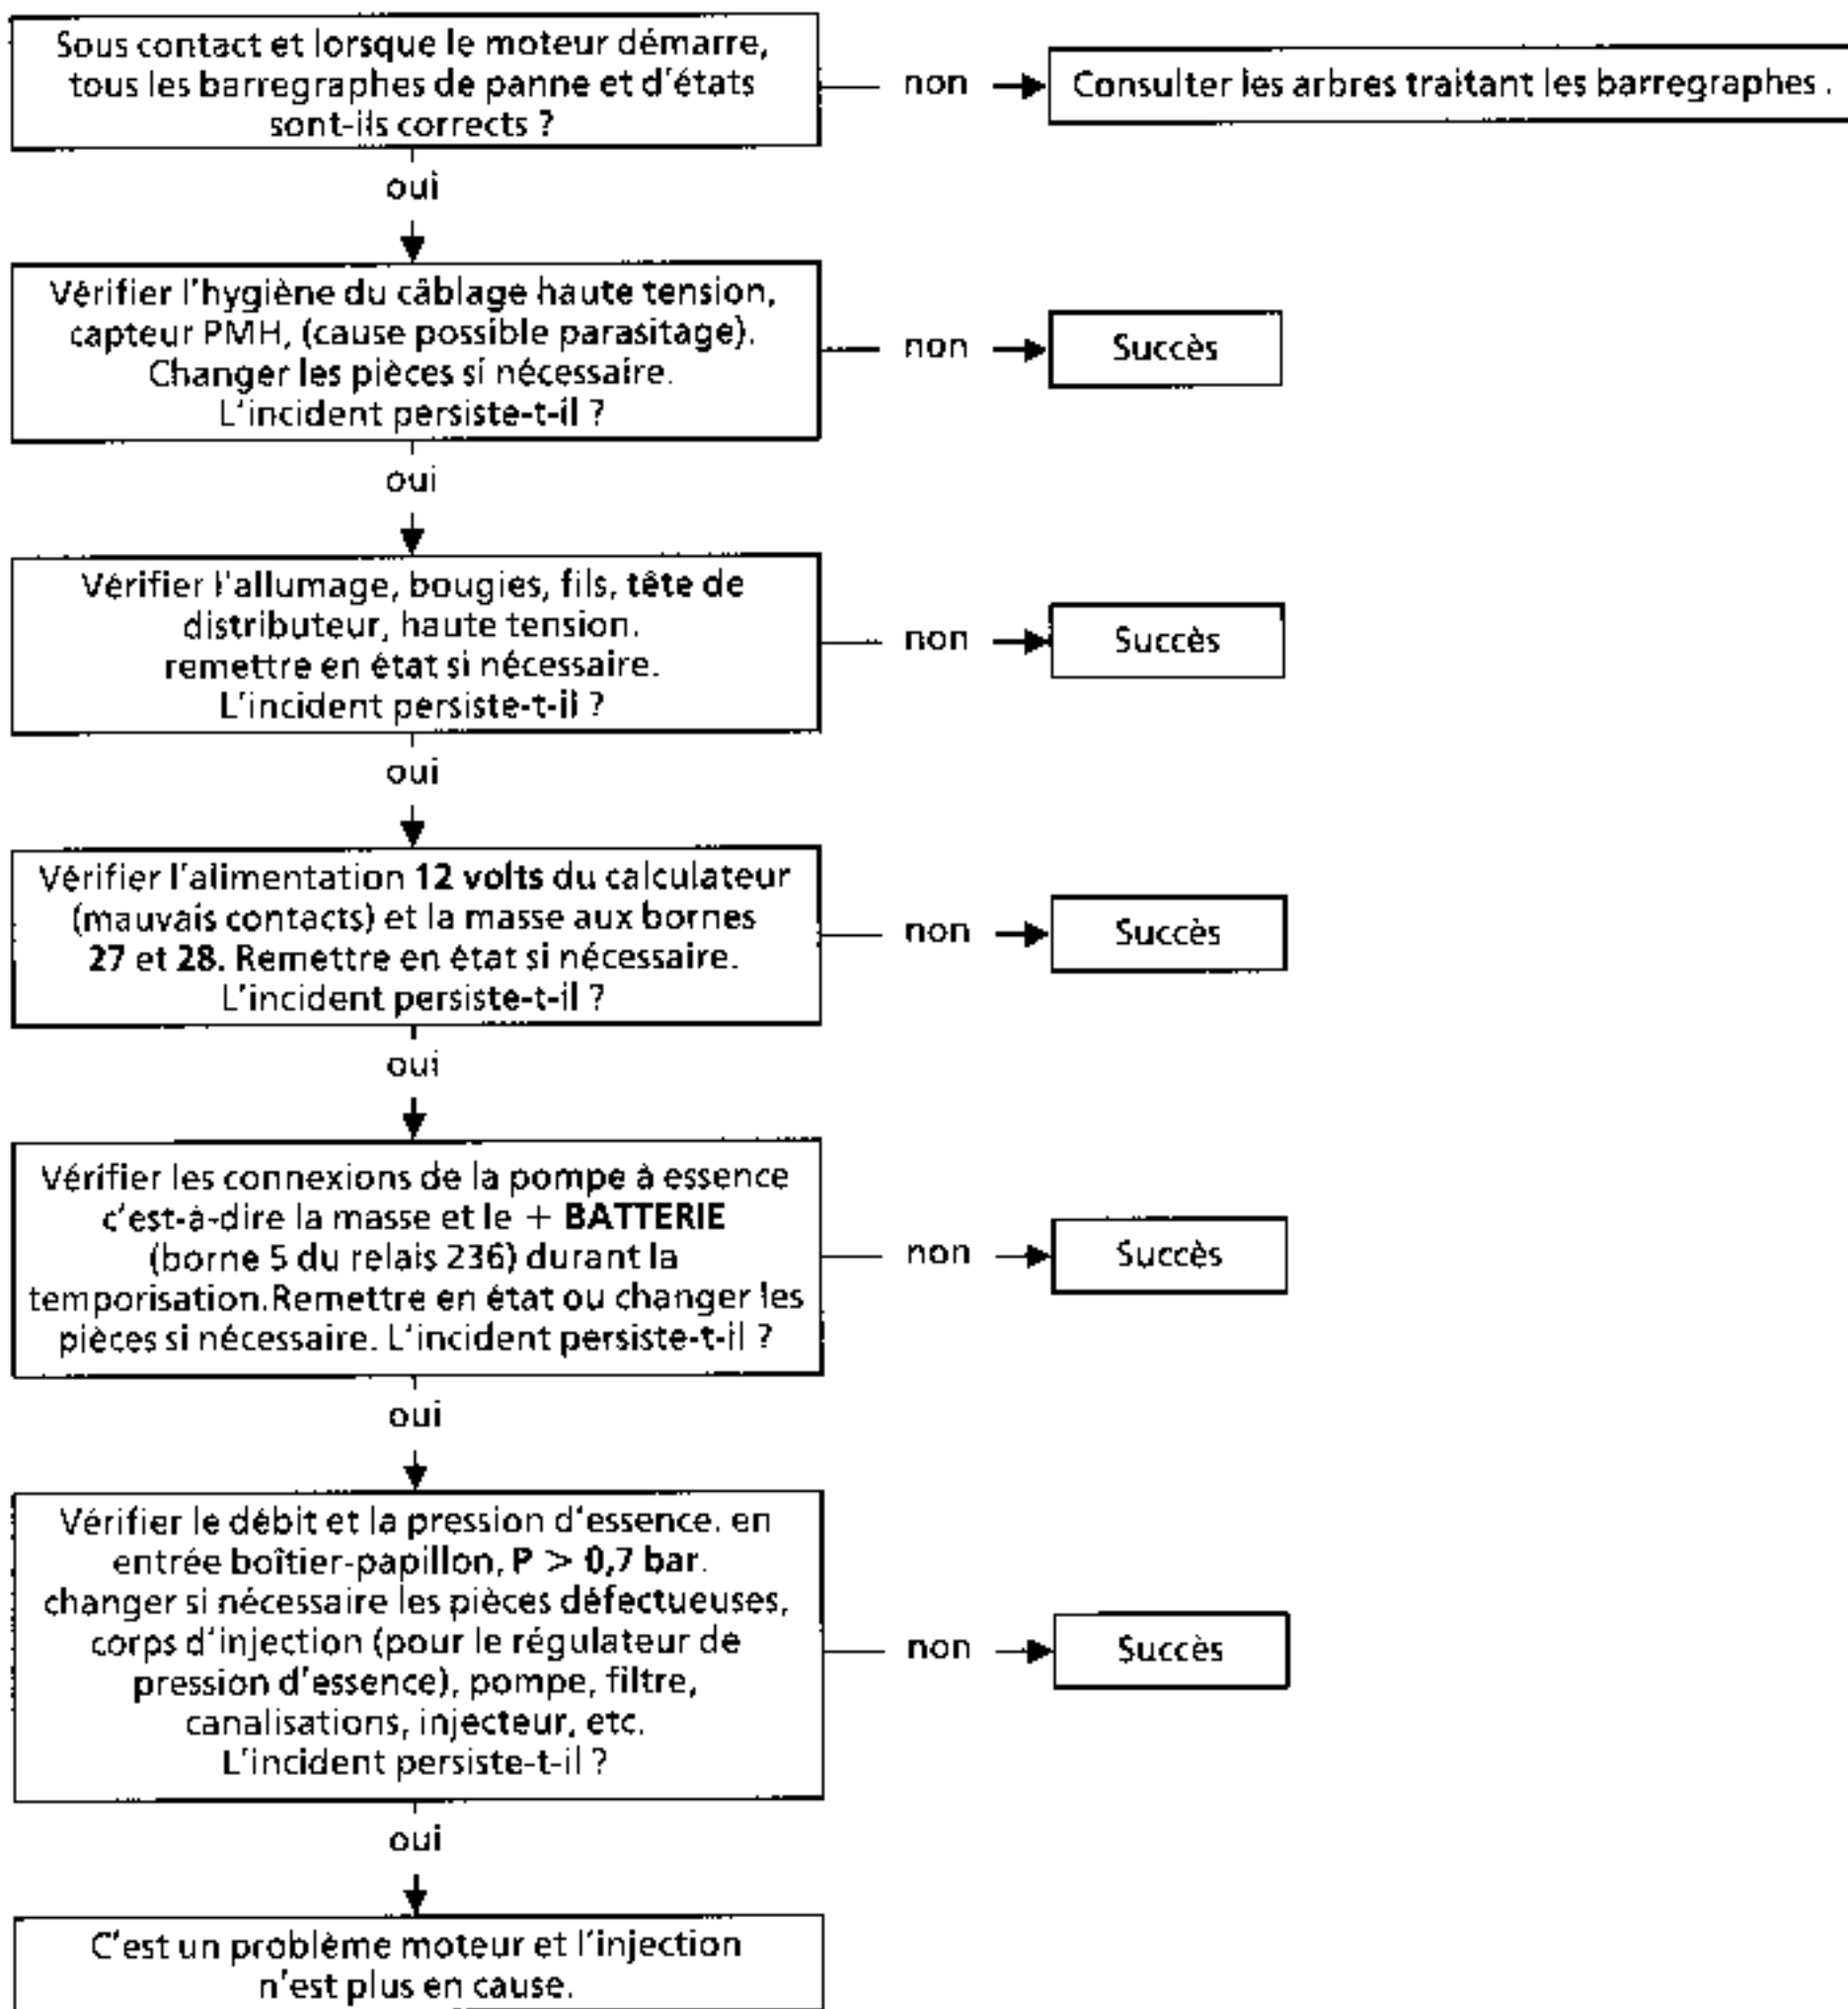 Sous contact et lorsque le moteur démarre,
tous les barregraphes de panne et d'états
sont-ils corrects ?
non
Consulter les arbres traitant les barregraphes .
oui
Vérifier l'hygiène du câblage haute tension,
capteur PMH, (cause possible parasitage).
Changer les pièces si nécessaire.
L'incident persiste-t-il ?
non
Succès
oui
Vérifier l'allumage, bougies, fils, tête de
distributeur, haute tension.
remettre en état si nécessaire.
L'incident persiste-t-il ?
non
Succès
oui
Vérifier l'alimentation 12 volts du calculateur
(mauvais contacts) et la masse aux bornes
27 et 28. Remettre en état si nécessaire.
L'incident persiste-t-il ?
non
Succès
oui
Vérifier les connexions de la pompe à essence
c'est-à-dire la masse et le + BATTERIE
(borne 5 du relais 236) durant la
temporisation.Remettre en état ou changer les
pièces si nécessaire. L'incident persiste-t-il ?
non
Succès
oui
Vérifier le débit et la pression d'essence. en
entrée boîtier-papillon, P > 0,7 bar.
changer si nécessaire les pièces défectueuses,
corps d'injection (pour le régulateur de
pression d'essence), pompe, filtre,
canalisations, injecteur, etc.
L'incident persiste-t-il ?
non
Succès
oui
C'est un problème moteur et l'injection
n'est plus en cause.